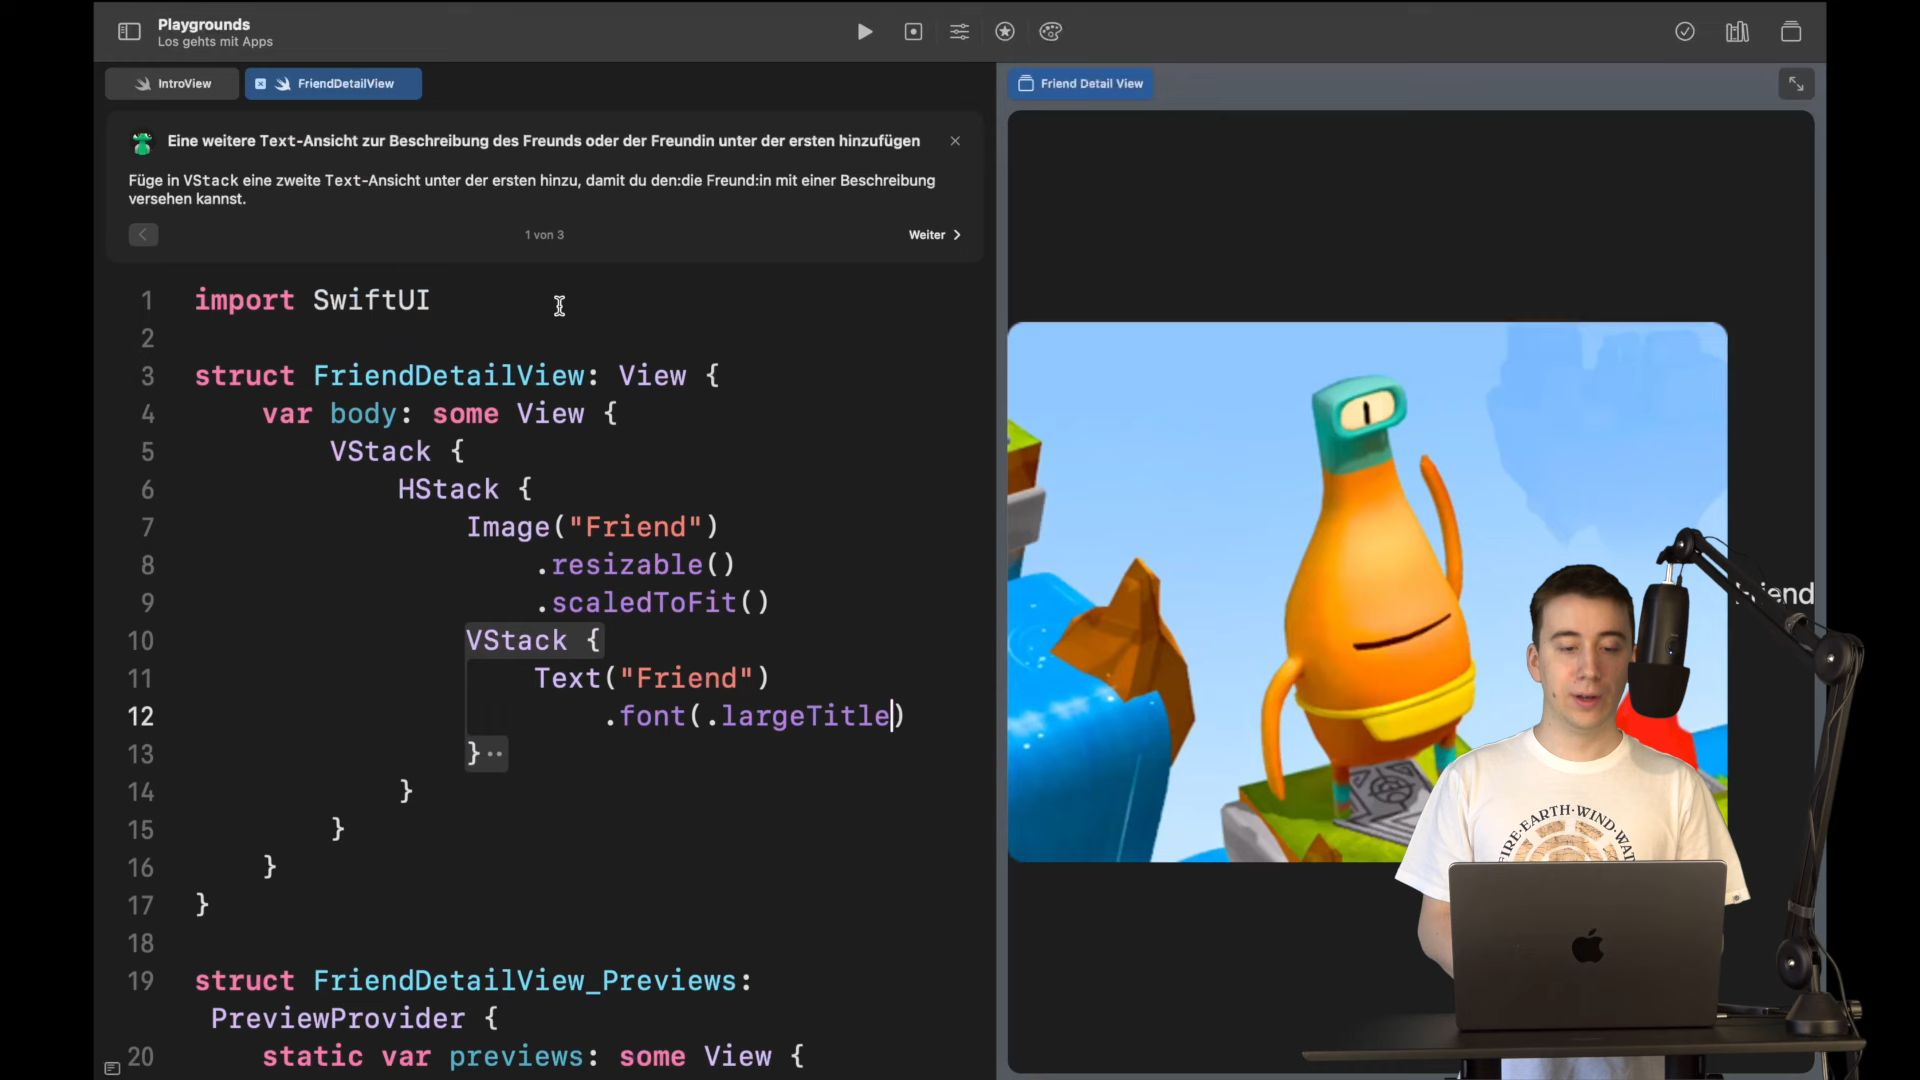 Playgrounds
Los gehts mit Apps
IntroView
FriendDetailView
Friend Detail View
Eine weitere Text-Ansicht zur Beschreibung des Freunds oder der Freundin unter der ersten hinzufügen
Füge in VStack eine zweite Text-Ansicht unter der ersten hinzu, damit du den:die Freund:in mit einer Beschreibung
versehen kannst.
1 von 3
Weiter
1 import SwiftUI
2
3 struct FriendDetailView: View {
4 var body: some View {
5 VStack {
6 HStack {
7 Image("Friend")
8 .resizable()
9 .scaledToFit()
10 VStack {
11 Text("Friend")
12 .font(.largeTitle)
13 }
14 }
15 }
16 }
17 }
18
19 struct FriendDetailView_Previews:
PreviewProvider {
20 static var previews: some View {
Friend
FIRE·EARTH·WIND·WAT